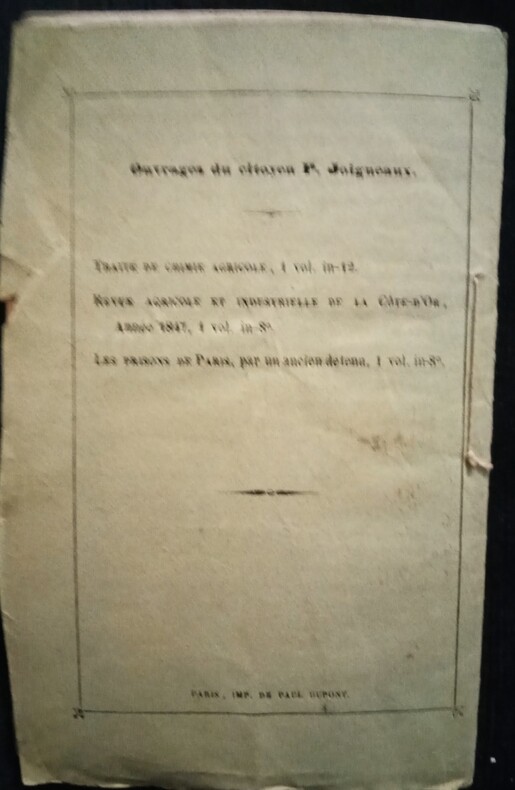 Ouvrages du citoyen P. Joigneaux.
TRAITÉ DE CHIMIE AGRICOLE, 1 vol. in-12.
REVUE AGRICOLE ET INDUSTRIELLE DE LA CÔTE-D'OR,
Année 1847, 1 vol. in-8º.
LES PRISONS DE PARIS, par un ancien détenu, 1 vol. in-8º.
PARIS, IMP. DE PAUL DUPONT.